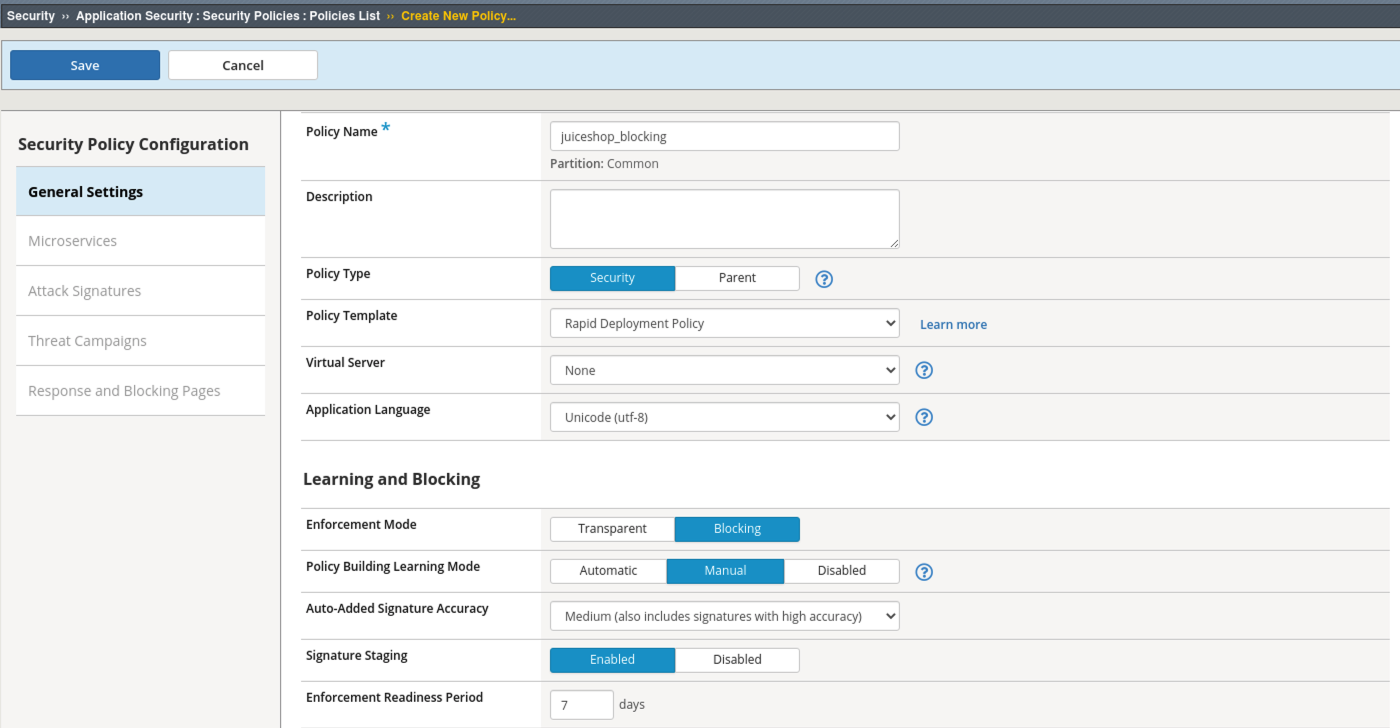 Security ›› Application Security : Security Policies : Policies List ›› Create New Policy...
Save Cancel
Security Policy Configuration
General Settings
Microservices
Attack Signatures
Threat Campaigns
Response and Blocking Pages
Policy Name * juiceshop_blocking
Partition: Common
Description
Policy Type Security Parent ?
Policy Template Rapid Deployment Policy Learn more
Virtual Server None ?
Application Language Unicode (utf-8) ?
Learning and Blocking
Enforcement Mode Transparent Blocking
Policy Building Learning Mode Automatic Manual Disabled ?
Auto-Added Signature Accuracy Medium (also includes signatures with high accuracy)
Signature Staging Enabled Disabled
Enforcement Readiness Period 7 days